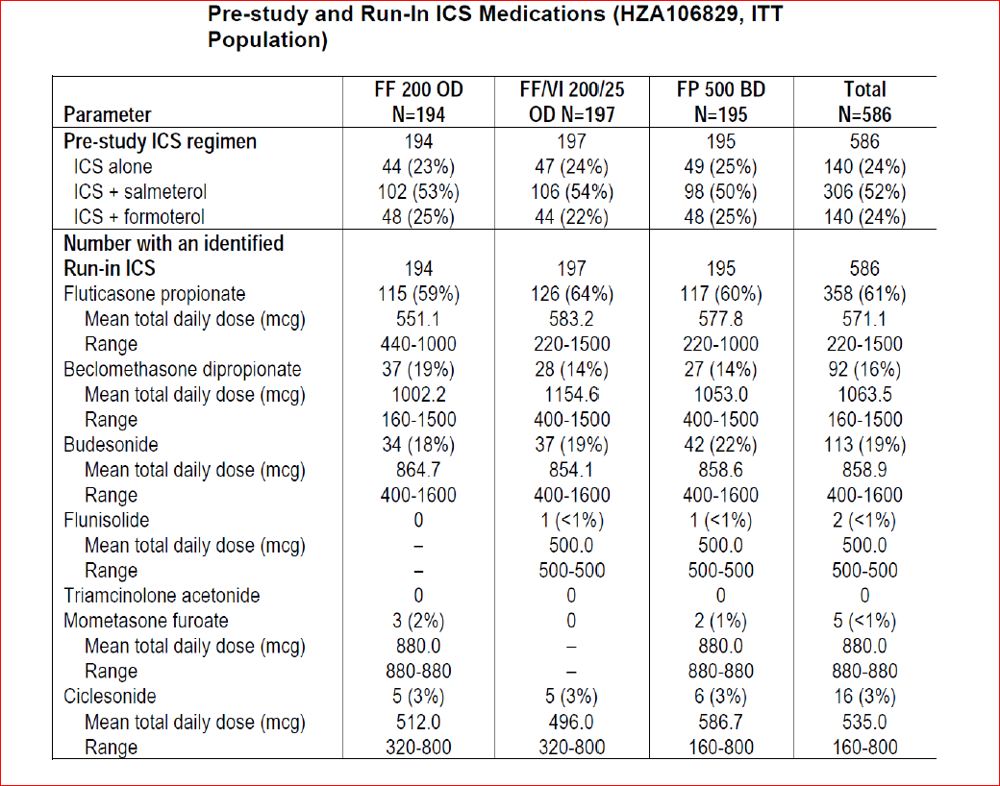 Pre-study and Run-In ICS Medications (HZA106829, ITT
Population)
FF 200 OD FF/VI 200/25 FP 500 BD Total
Parameter N=194 OD N=197 N=195 N=586
Pre-study ICS regimen 194 197 195 586
ICS alone 44 (23%) 47 (24%) 49 (25%) 140 (24%)
ICS + salmeterol 102 (53%) 106 (54%) 98 (50%) 306 (52%)
ICS + formoterol 48 (25%) 44 (22%) 48 (25%) 140 (24%)
Number with an identified
Run-in ICS 194 197 195 586
Fluticasone propionate 115 (59%) 126 (64%) 117 (60%) 358 (61%)
Mean total daily dose (mcg) 551.1 583.2 577.8 571.1
Range 440-1000 220-1500 220-1000 220-1500
Beclomethasone dipropionate 37 (19%) 28 (14%) 27 (14%) 92 (16%)
Mean total daily dose (mcg) 1002.2 1154.6 1053.0 1063.5
Range 160-1500 400-1500 400-1500 160-1500
Budesonide 34 (18%) 37 (19%) 42 (22%) 113 (19%)
Mean total daily dose (mcg) 864.7 854.1 858.6 858.9
Range 400-1600 400-1600 400-1600 400-1600
Flunisolide 0 1 (<1%) 1 (<1%) 2 (<1%)
Mean total daily dose (mcg) – 500.0 500.0 500.0
Range – 500-500 500-500 500-500
Triamcinolone acetonide 0 0 0 0
Mometasone furoate 3 (2%) 0 2 (1%) 5 (<1%)
Mean total daily dose (mcg) 880.0 – 880.0 880.0
Range 880-880 – 880-880 880-880
Ciclesonide 5 (3%) 5 (3%) 6 (3%) 16 (3%)
Mean total daily dose (mcg) 512.0 496.0 586.7 535.0
Range 320-800 320-800 160-800 160-800